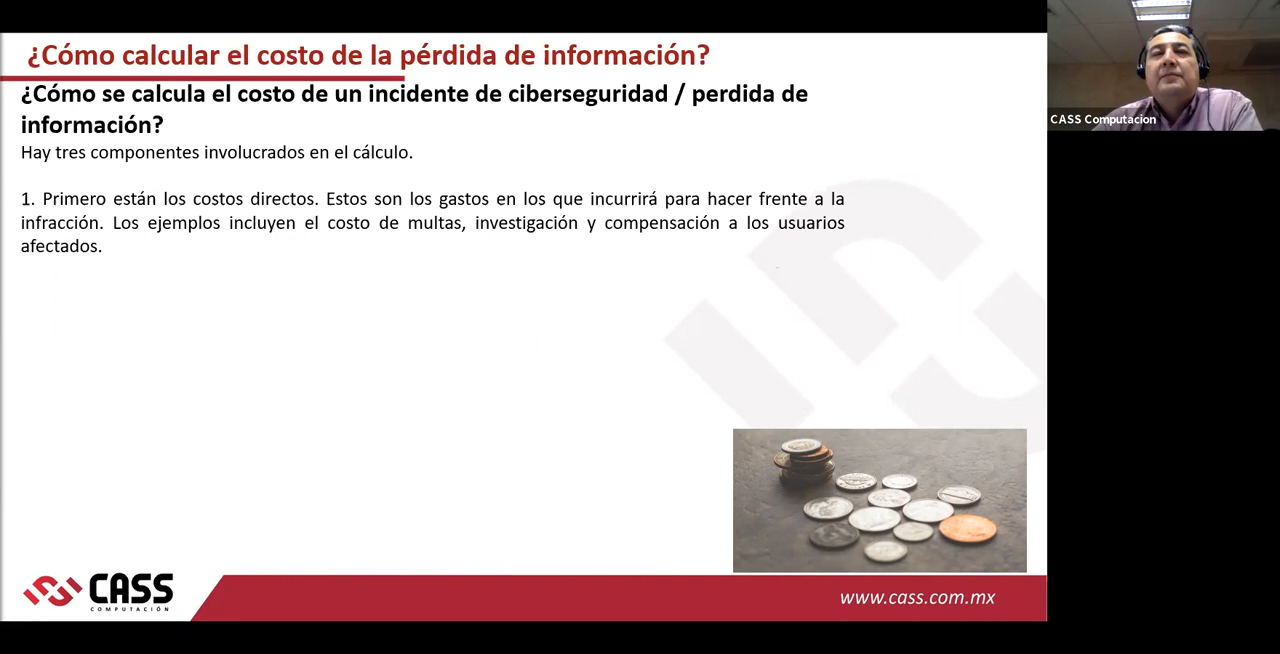 ¿Cómo calcular el costo de la pérdida de información?
¿Cómo se calcula el costo de un incidente de ciberseguridad / perdida de
información?
Hay tres componentes involucrados en el cálculo.
1. Primero están los costos directos. Estos son los gastos en los que incurrirá para hacer frente a la
infracción. Los ejemplos incluyen el costo de multas, investigación y compensación a los usuarios
afectados.
CASS Computacion
CASS
COMPUTACIÓN
www.cass.com.mx